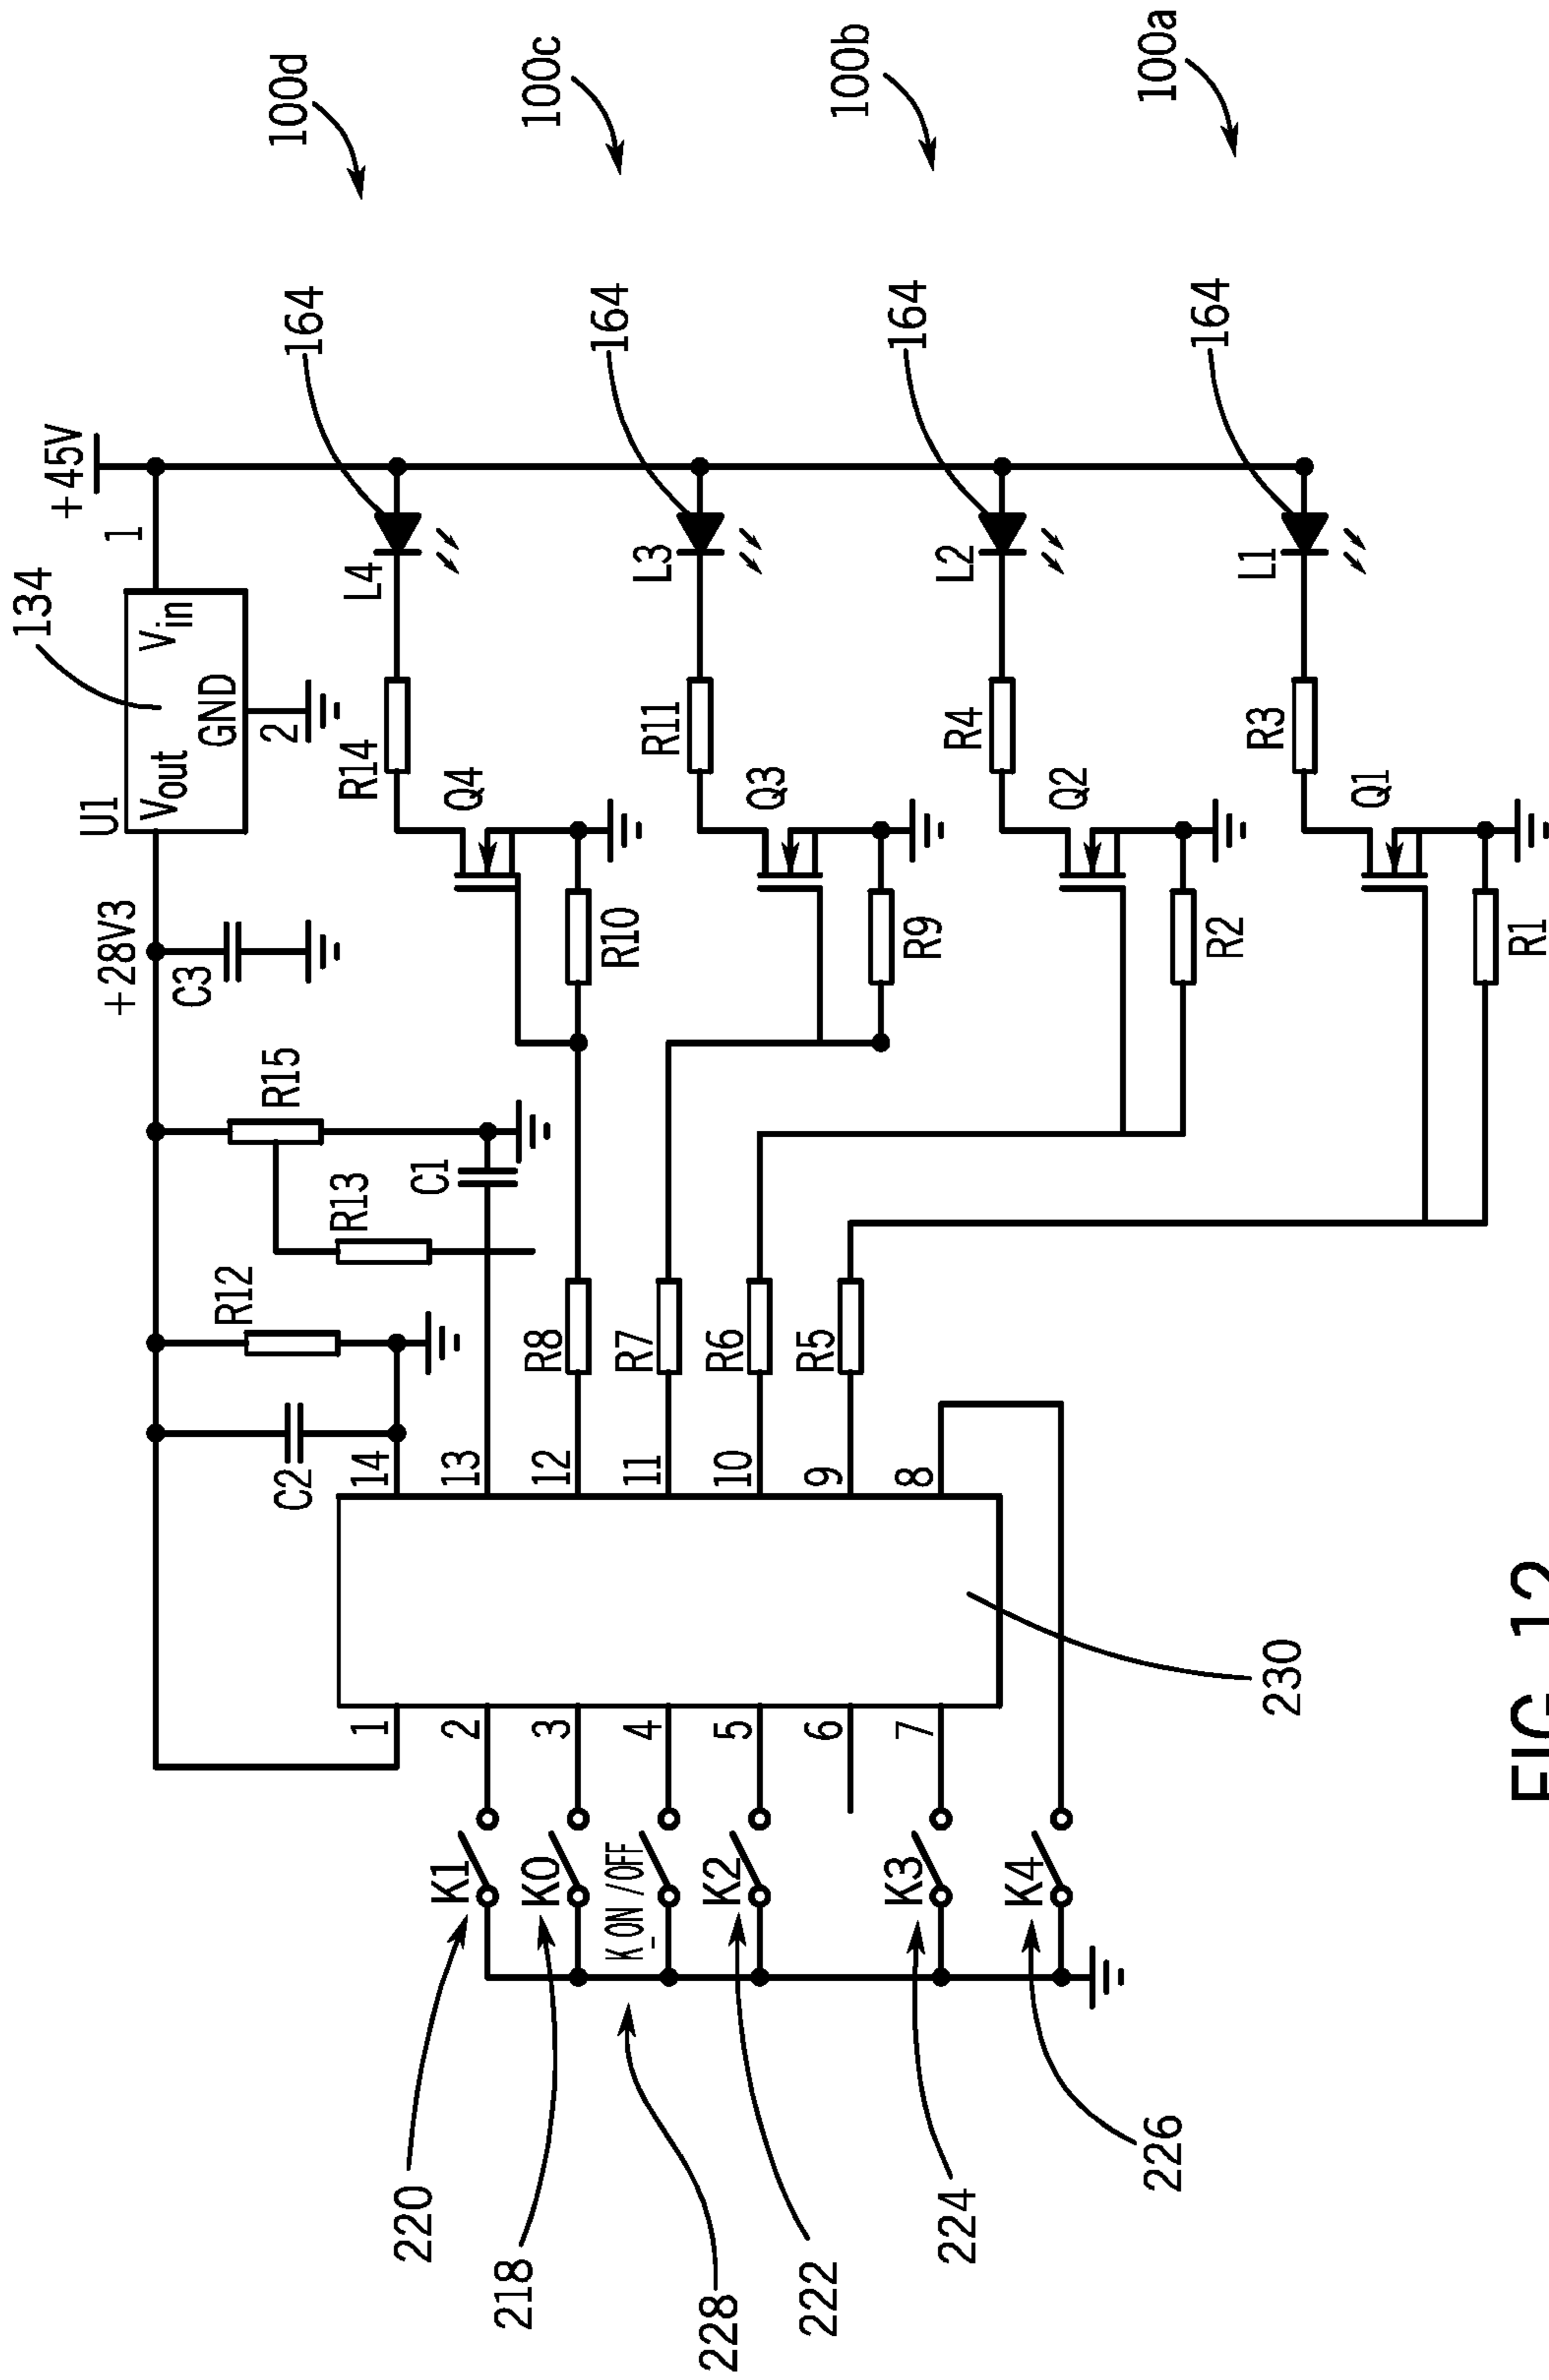 +45V
134
1
U1
Vout
Vin
GND
2
+28V3
C3
R15
R13
C1
R12
C2
164
L4
R14
Q4
R10
100d
164
L3
R11
Q3
R9
100c
164
L2
R4
Q2
R2
100b
164
L1
R3
Q1
R1
100a
R8
R7
R6
R5
14
13
12
11
10
9
8
1
2
3
4
5
6
7
230
K1
K0
K_ON/OFF
K2
K3
K4
220
218
228
222
224
226
FIG. 12